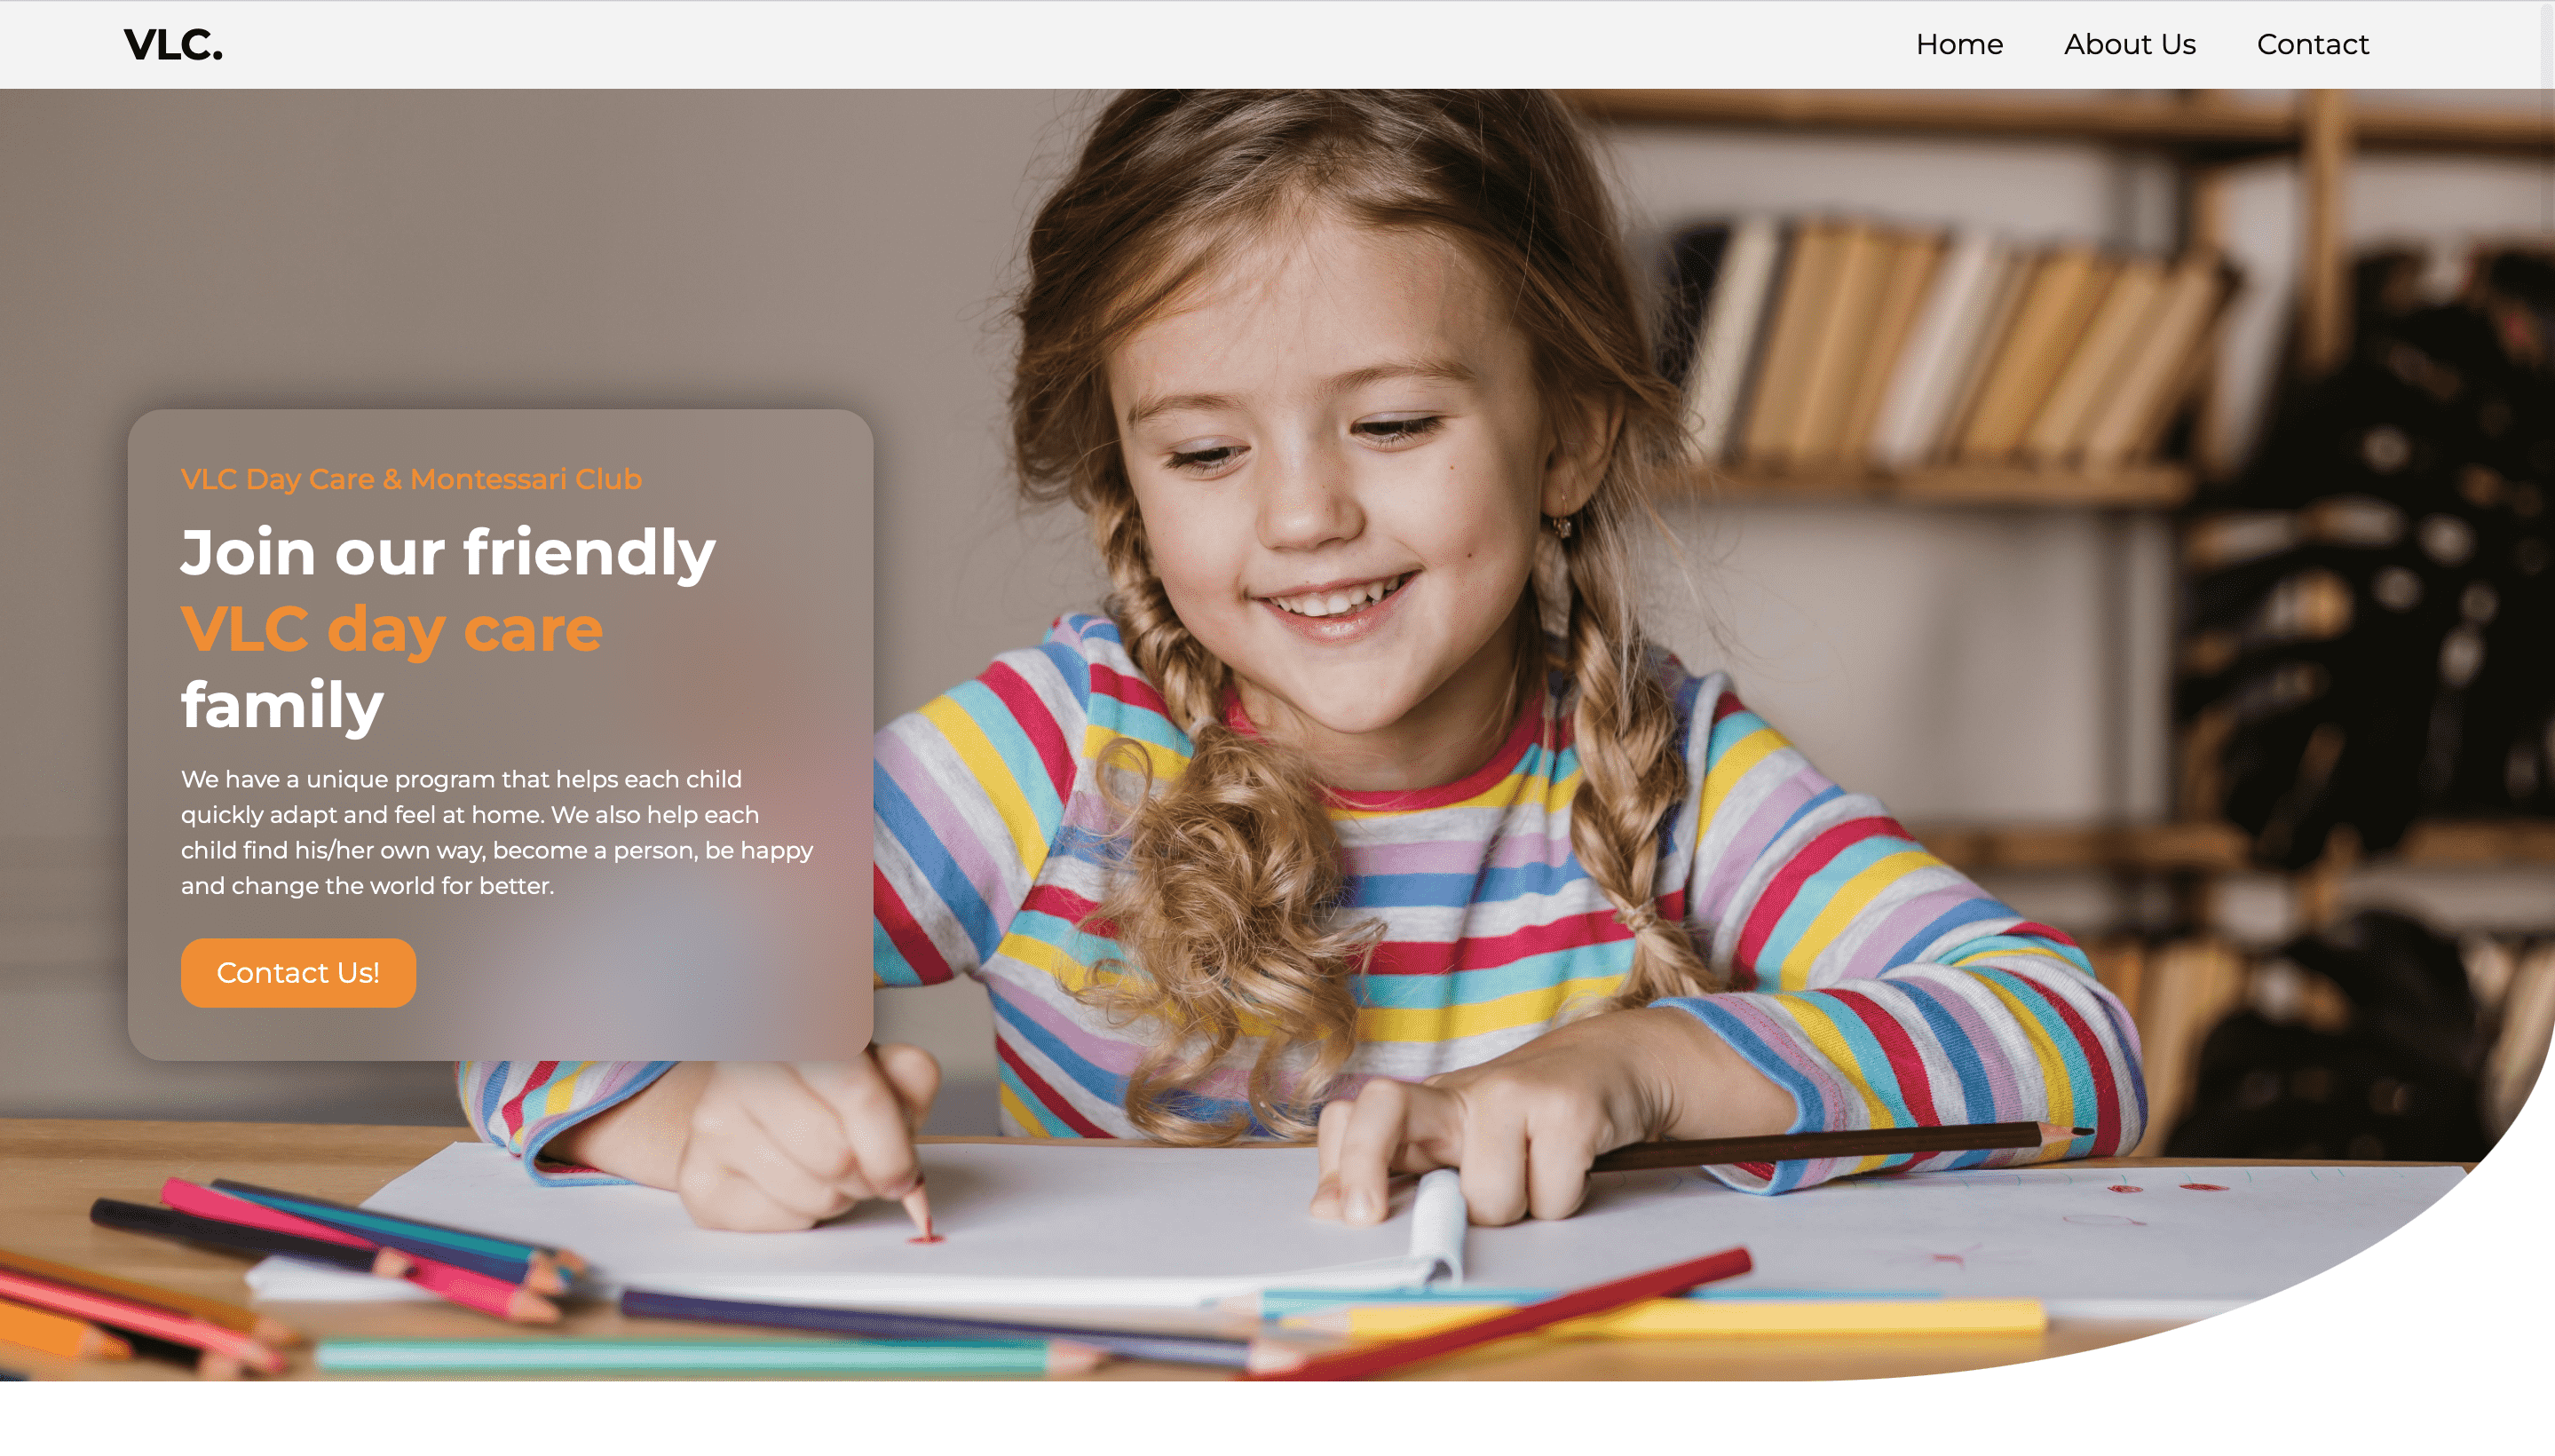 VLC.
Home About Us Contact
VLC Day Care & Montessari Club
Join our friendly
VLC day care
family
We have a unique program that helps each child
quickly adapt and feel at home. We also help each
child find his/her own way, become a person, be happy
and change the world for better.
Contact Us!